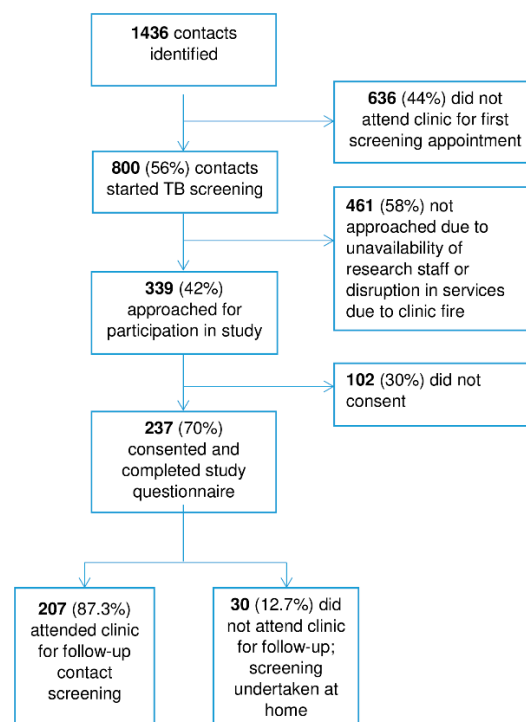 1436 contacts
identified
636 (44%) did not
attend clinic for first
screening appointment
800 (56%) contacts
started TB screening
461 (58%) not
approached due to
unavailability of
research staff or
disruption in services
due to clinic fire
339 (42%)
approached for
participation in study
102 (30%) did not
consent
237 (70%)
consented and
completed study
questionnaire
207 (87.3%)
attended clinic
for follow-up
contact
screening
30 (12.7%) did
not attend clinic
for follow-up;
screening
undertaken at
home